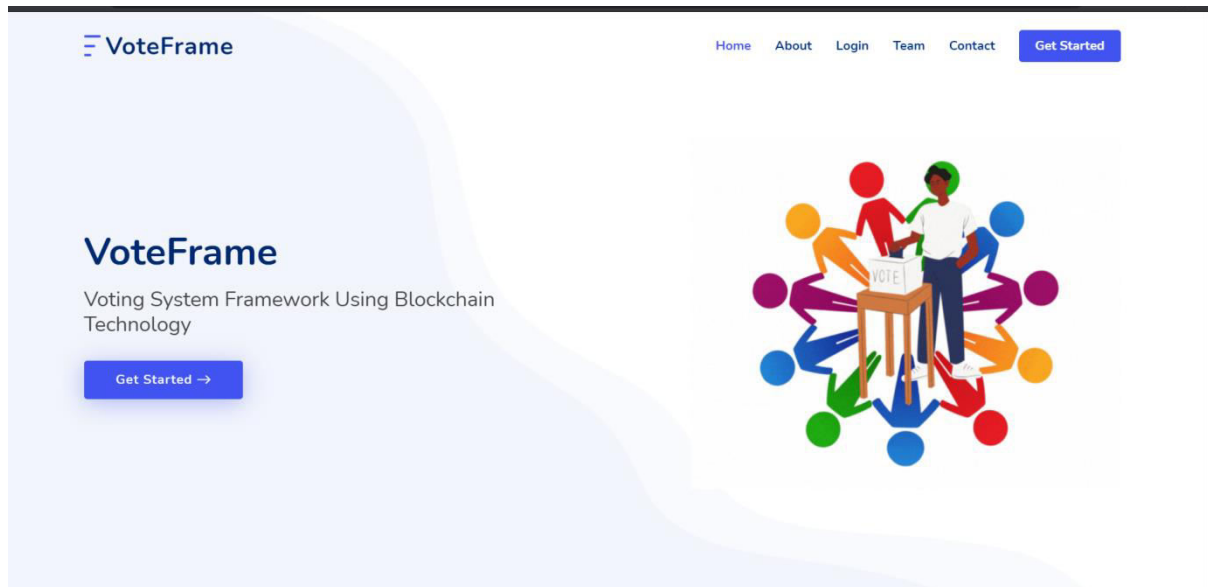 VoteFrame
Home About Login Team Contact Get Started
VoteFrame
Voting System Framework Using Blockchain
Technology
Get Started →
VOTE